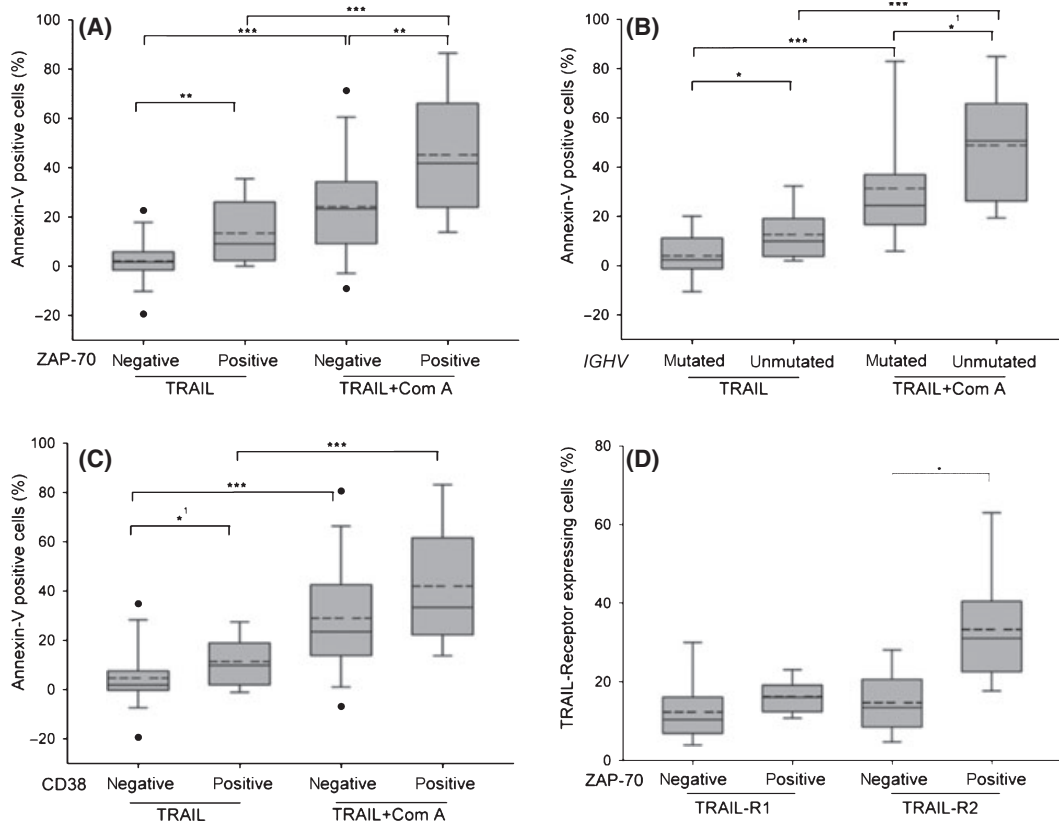 (A)
Annexin-V positive cells (%)
100
80
60
40
20
0
−20
***
*** **
**
ZAP-70 Negative Positive Negative Positive
TRAIL TRAIL+Com A
(B)
Annexin-V positive cells (%)
100
80
60
40
20
0
−20
***
*1
***
*
IGHV Mutated Unmutated Mutated Unmutated
TRAIL TRAIL+Com A
(C)
Annexin-V positive cells (%)
100
80
60
40
20
0
−20
***
***
*1
CD38 Negative Positive Negative Positive
TRAIL TRAIL+Com A
(D)
TRAIL-Receptor expressing cells (%)
80
60
40
20
0
*
ZAP-70 Negative Positive Negative Positive
TRAIL-R1 TRAIL-R2